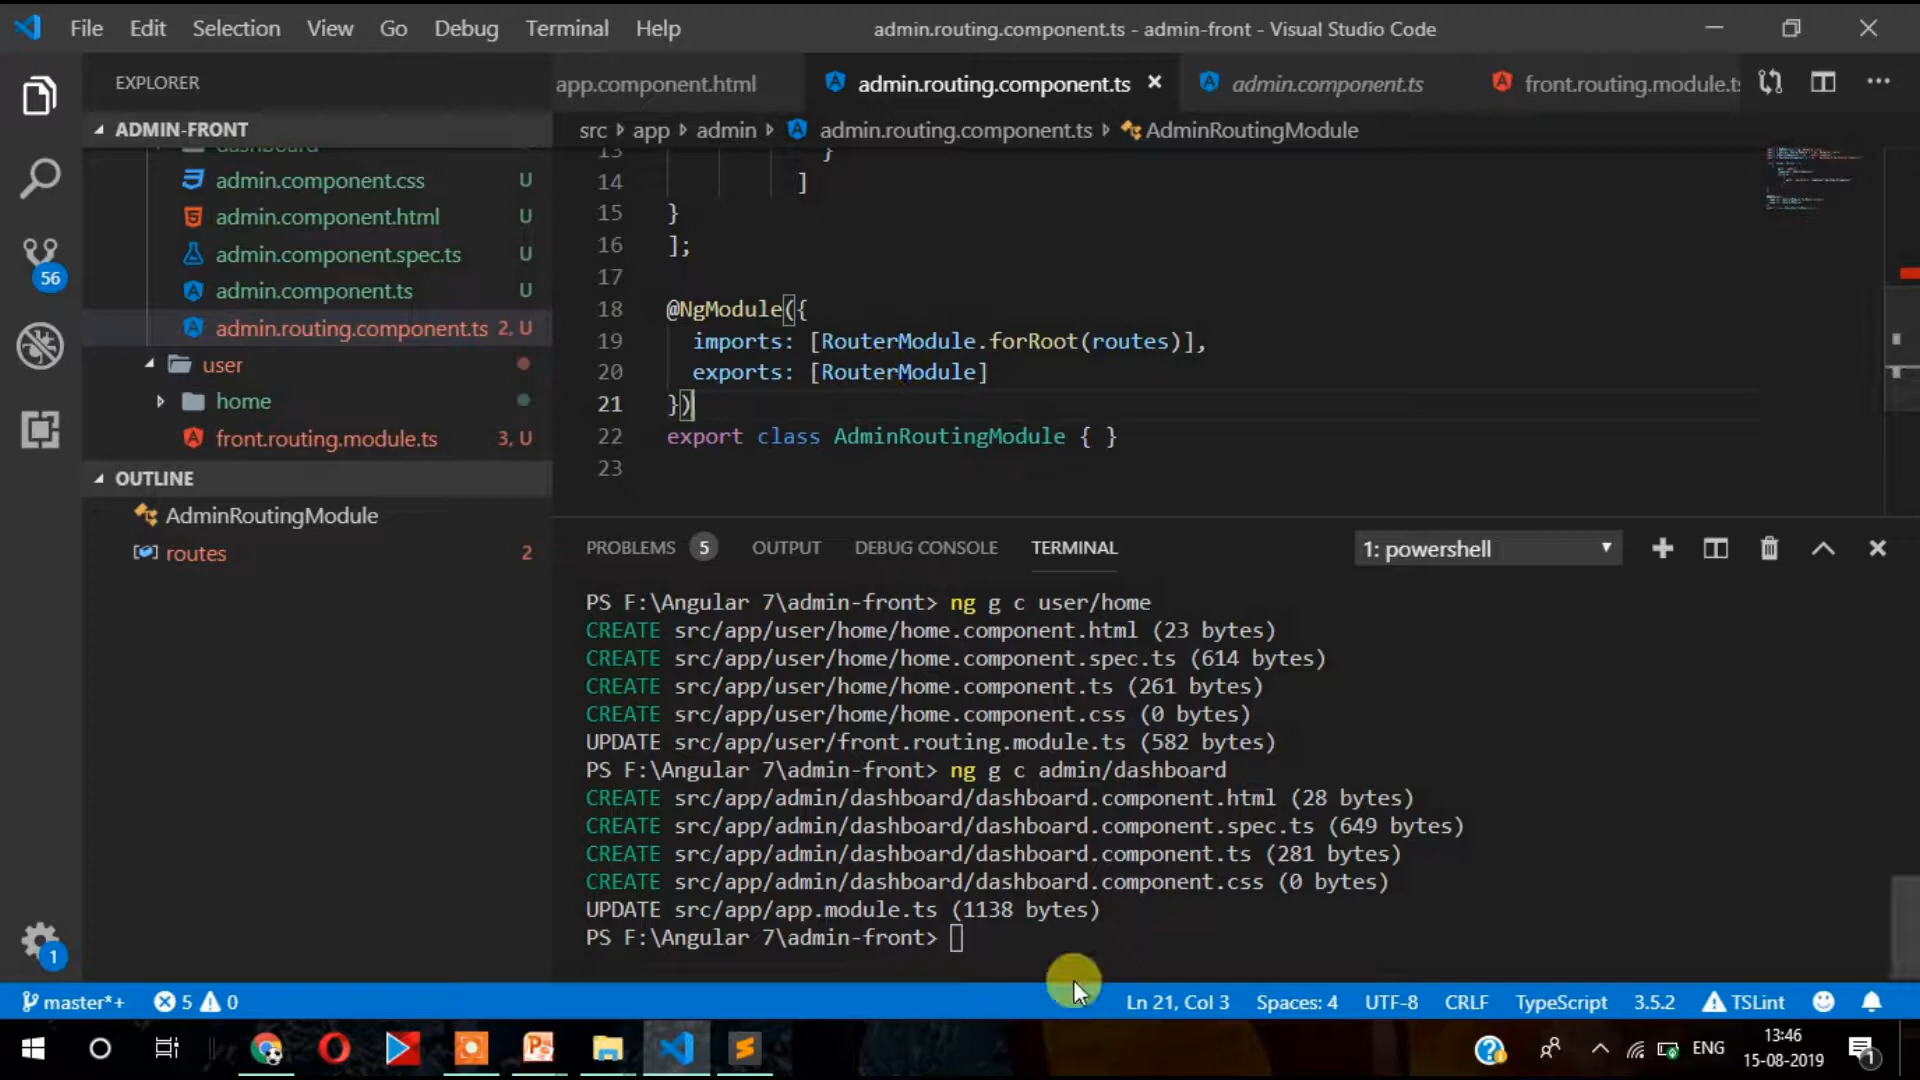 File Edit Selection View Go Debug Terminal Help
admin.routing.component.ts - admin-front - Visual Studio Code
EXPLORER
app.component.html
admin.routing.component.ts
admin.component.ts
front.routing.module.ts
ADMIN-FRONT
src app admin admin.routing.component.ts AdminRoutingModule
dashboard
admin.component.css U
admin.component.html U
admin.component.spec.ts U
admin.component.ts U
admin.routing.component.ts 2, U
user
home
front.routing.module.ts 3, U
OUTLINE
AdminRoutingModule
routes 2
56
1
13 }
14 ]
15 }
16 ];
17
18 @NgModule({
19 imports: [RouterModule.forRoot(routes)],
20 exports: [RouterModule]
21 })
22 export class AdminRoutingModule { }
23
PROBLEMS 5 OUTPUT DEBUG CONSOLE TERMINAL 1: powershell
PS F:\Angular 7\admin-front> ng g c user/home
CREATE src/app/user/home/home.component.html (23 bytes)
CREATE src/app/user/home/home.component.spec.ts (614 bytes)
CREATE src/app/user/home/home.component.ts (261 bytes)
CREATE src/app/user/home/home.component.css (0 bytes)
UPDATE src/app/user/front.routing.module.ts (582 bytes)
PS F:\Angular 7\admin-front> ng g c admin/dashboard
CREATE src/app/admin/dashboard/dashboard.component.html (28 bytes)
CREATE src/app/admin/dashboard/dashboard.component.spec.ts (649 bytes)
CREATE src/app/admin/dashboard/dashboard.component.ts (281 bytes)
CREATE src/app/admin/dashboard/dashboard.component.css (0 bytes)
UPDATE src/app/app.module.ts (1138 bytes)
PS F:\Angular 7\admin-front>
master*+ 5 0 Ln 21, Col 3 Spaces: 4 UTF-8 CRLF TypeScript 3.5.2 TSLint
ENG
13:46
15-08-2019
1